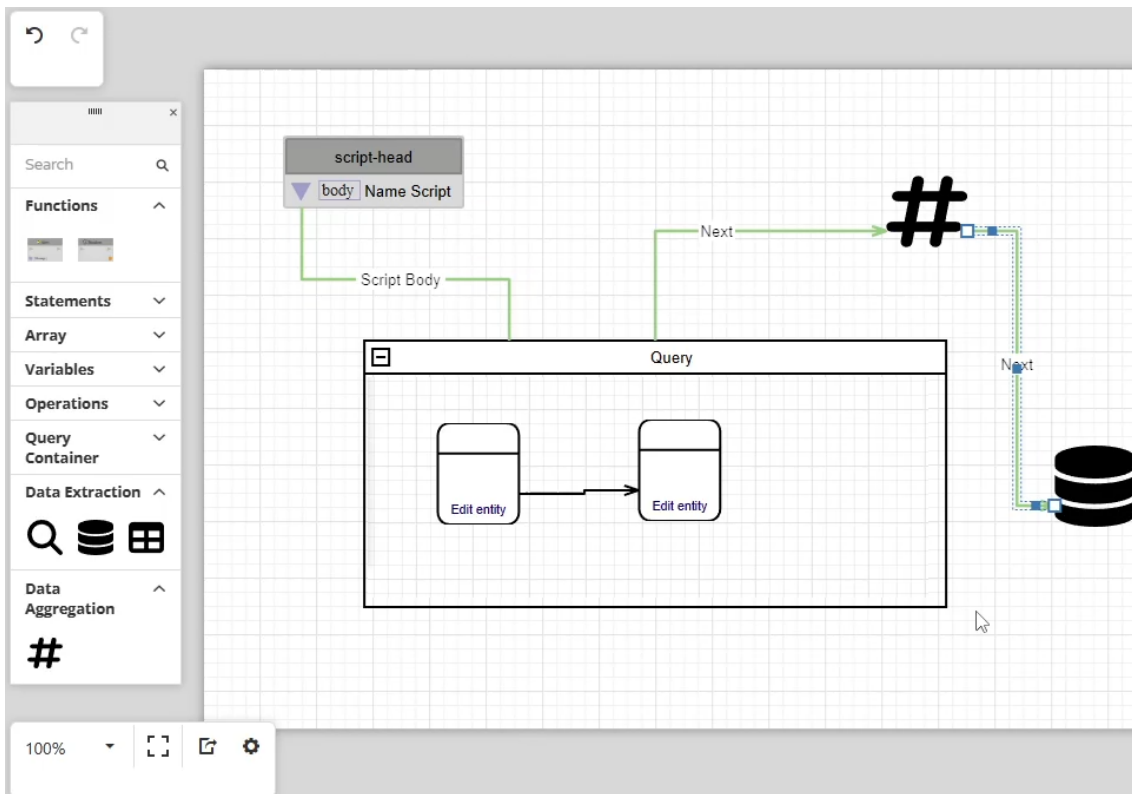 Search
Functions
Statements
Array
Variables
Operations
Query
Container
Data Extraction
Data
Aggregation
100%
script-head
body Name Script
Script Body
Next
Next
Query
Edit entity
Edit entity